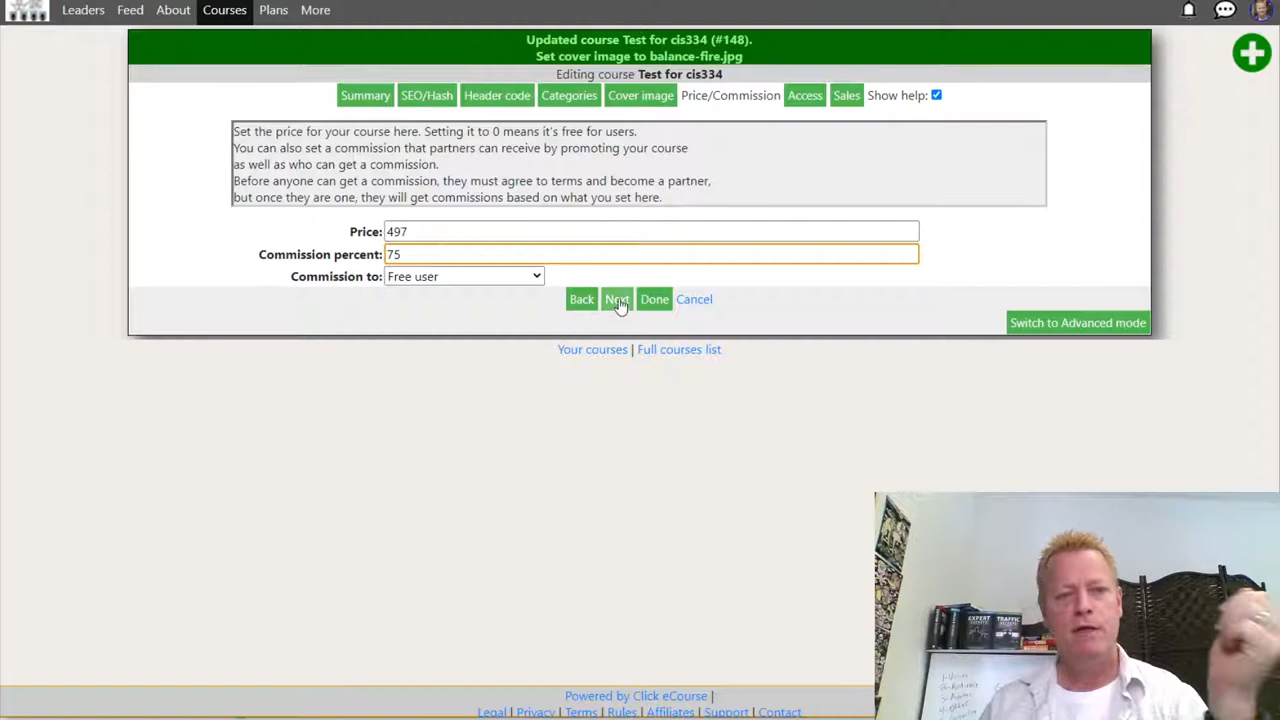 Leaders Feed About Courses Plans More
Updated course Test for cis334 (#148).
Set cover image to balance-fire.jpg
Editing course Test for cis334
Summary SEO/Hash Header code Categories Cover image Price/Commission Access Sales Show help:
Set the price for your course here. Setting it to 0 means it's free for users.
You can also set a commission that partners can receive by promoting your course
as well as who can get a commission.
Before anyone can get a commission, they must agree to terms and become a partner,
but once they are one, they will get commissions based on what you set here.
Price: 497
Commission percent: 75
Commission to: Free user
Back Next Done Cancel
Switch to Advanced mode
Your courses | Full courses list
EXPERT SECRETS
TRAFFIC SECRETS
Powered by Click eCourse |
Legal | Privacy | Terms | Rules | Affiliates | Support | Contact